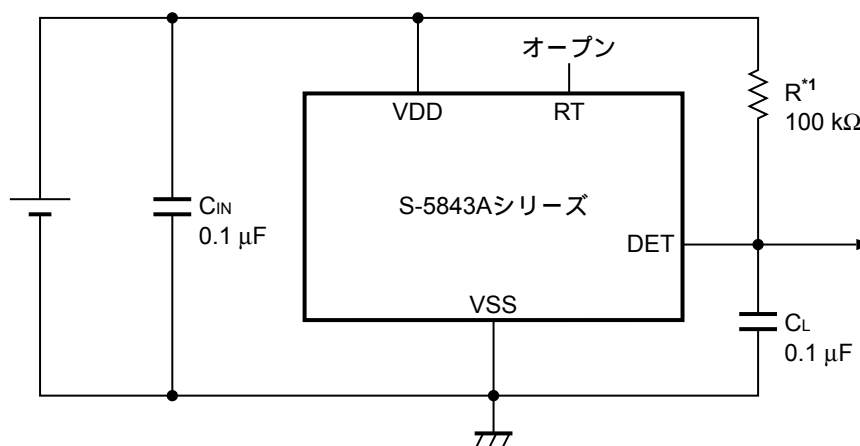 オープン
VDD
RT
R*1
100 kΩ
CIN
0.1 μF
S-5843Aシリーズ
DET
VSS
CL
0.1 μF